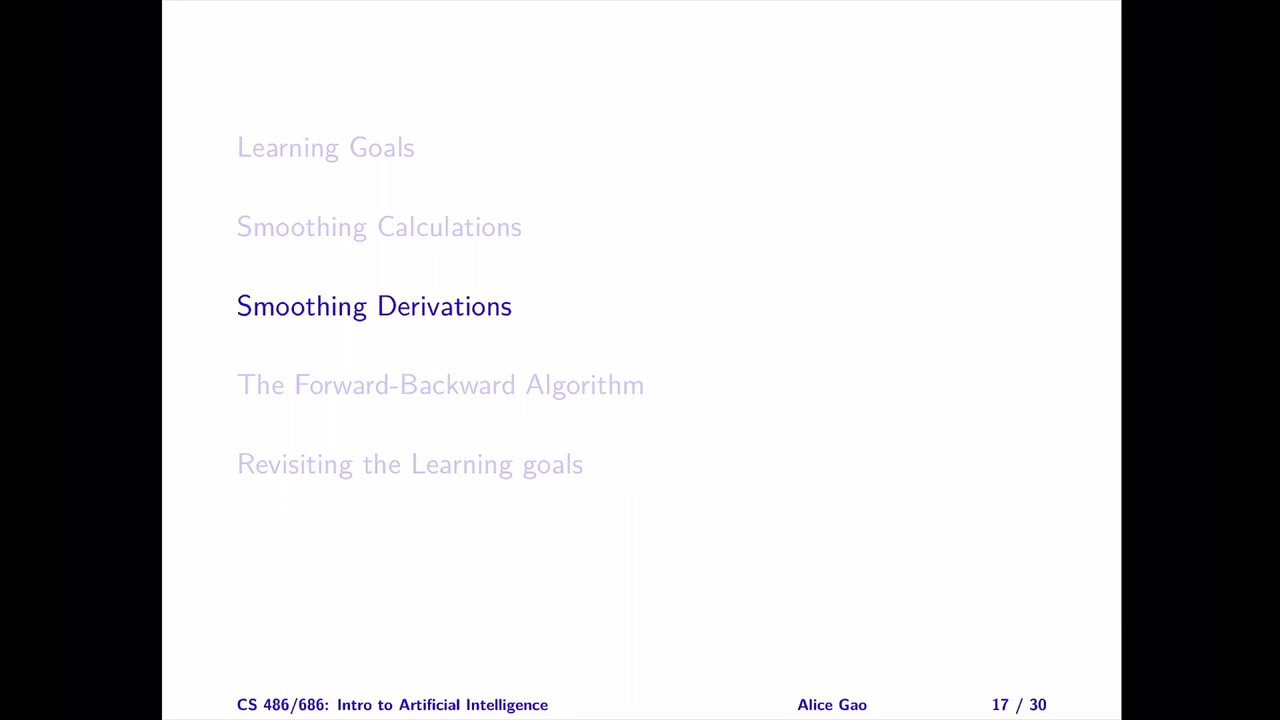 Learning Goals
Smoothing Calculations
Smoothing Derivations
The Forward-Backward Algorithm
Revisiting the Learning goals
CS 486/686: Intro to Artificial Intelligence Alice Gao 17 / 30